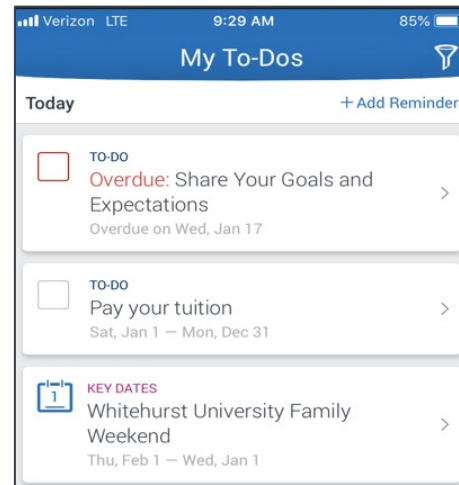 Verizon LTE 9:29 AM 85%
My To-Dos
Today + Add Reminder
TO-DO
Overdue: Share Your Goals and
Expectations
Overdue on Wed, Jan 17
TO-DO
Pay your tuition
Sat, Jan 1 — Mon, Dec 31
1 KEY DATES
Whitehurst University Family
Weekend
Thu, Feb 1 — Wed, Jan 1